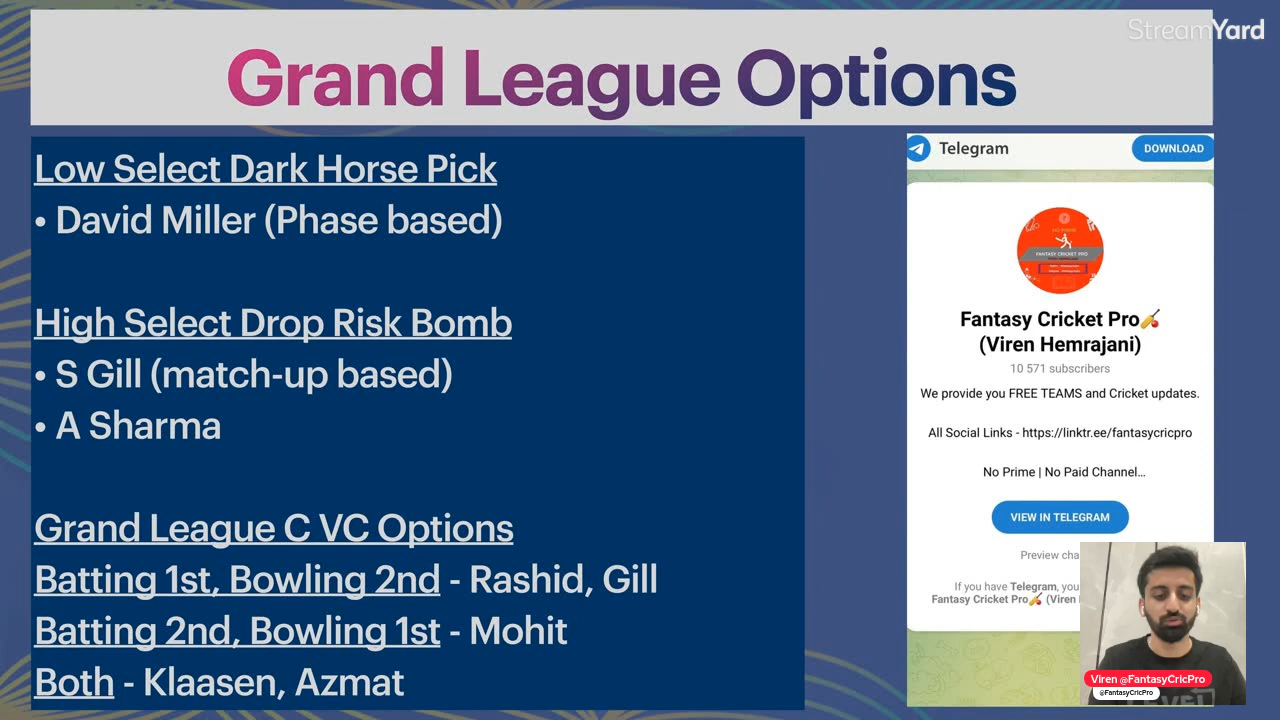 StreamYard
Grand League Options
Low Select Dark Horse Pick
• David Miller (Phase based)
High Select Drop Risk Bomb
• S Gill (match-up based)
• A Sharma
Grand League C VC Options
Batting 1st, Bowling 2nd - Rashid, Gill
Batting 2nd, Bowling 1st - Mohit
Both - Klaasen, Azmat
Telegram
DOWNLOAD
FANTASY CRICKET PRO
Fantasy Cricket Pro🏏
(Viren Hemrajani)
10 571 subscribers
We provide you FREE TEAMS and Cricket updates.
All Social Links - https://linktr.ee/fantasycricpro
No Prime | No Paid Channel…
VIEW IN TELEGRAM
Preview cha
If you have Telegram, you
Fantasy Cricket Pro🏏 (Viren
Viren @FantasyCricPro
@FantasyCricPro